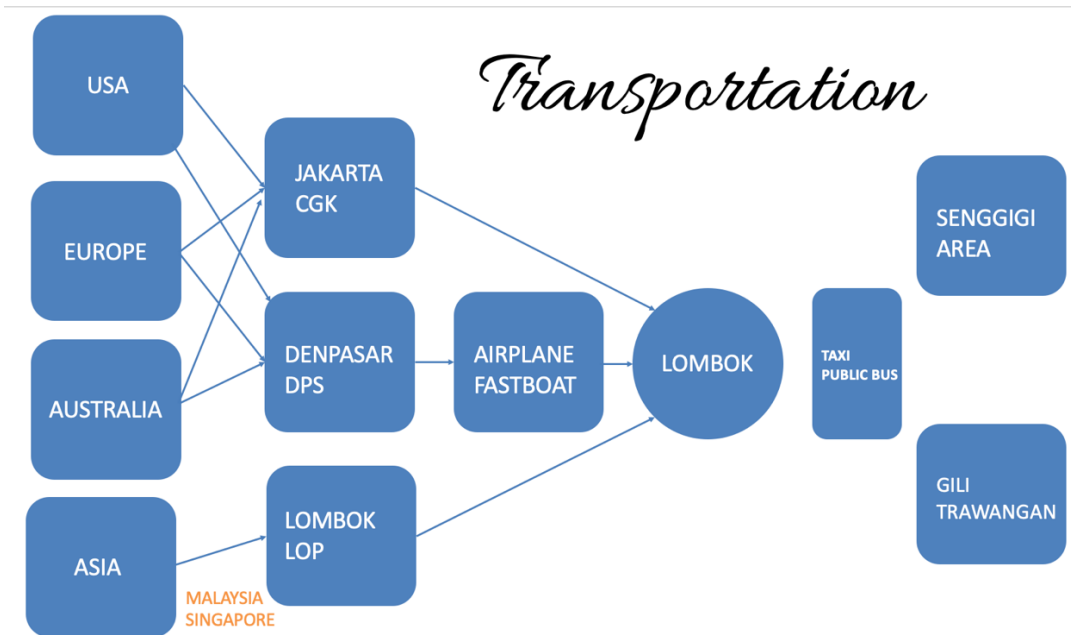 Transportation
USA
EUROPE
AUSTRALIA
ASIA
MALAYSIA
SINGAPORE
JAKARTA
CGK
DENPASAR
DPS
LOMBOK
LOP
AIRPLANE
FASTBOAT
LOMBOK
TAXI
PUBLIC BUS
SENGGIGI
AREA
GILI
TRAWANGAN